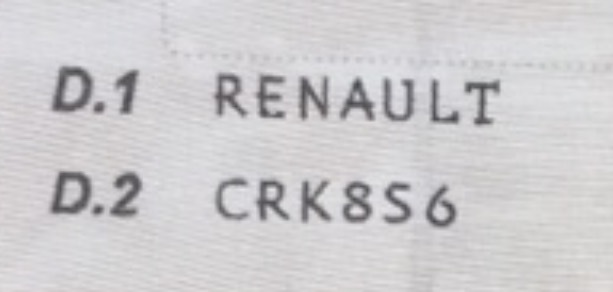 D.1 RENAULT
D.2 CRK8S6